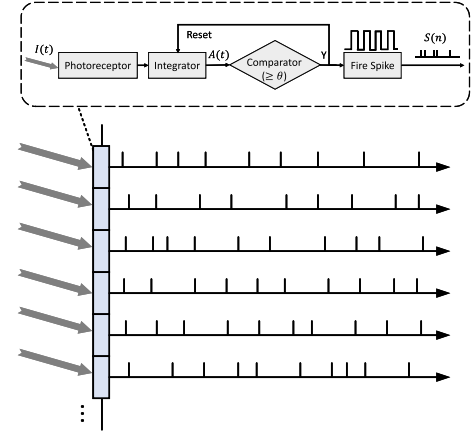 Reset
I(t)
Photoreceptor
Integrator
A(t)
Comparator
(≥ θ)
Y
Fire Spike
S(n)